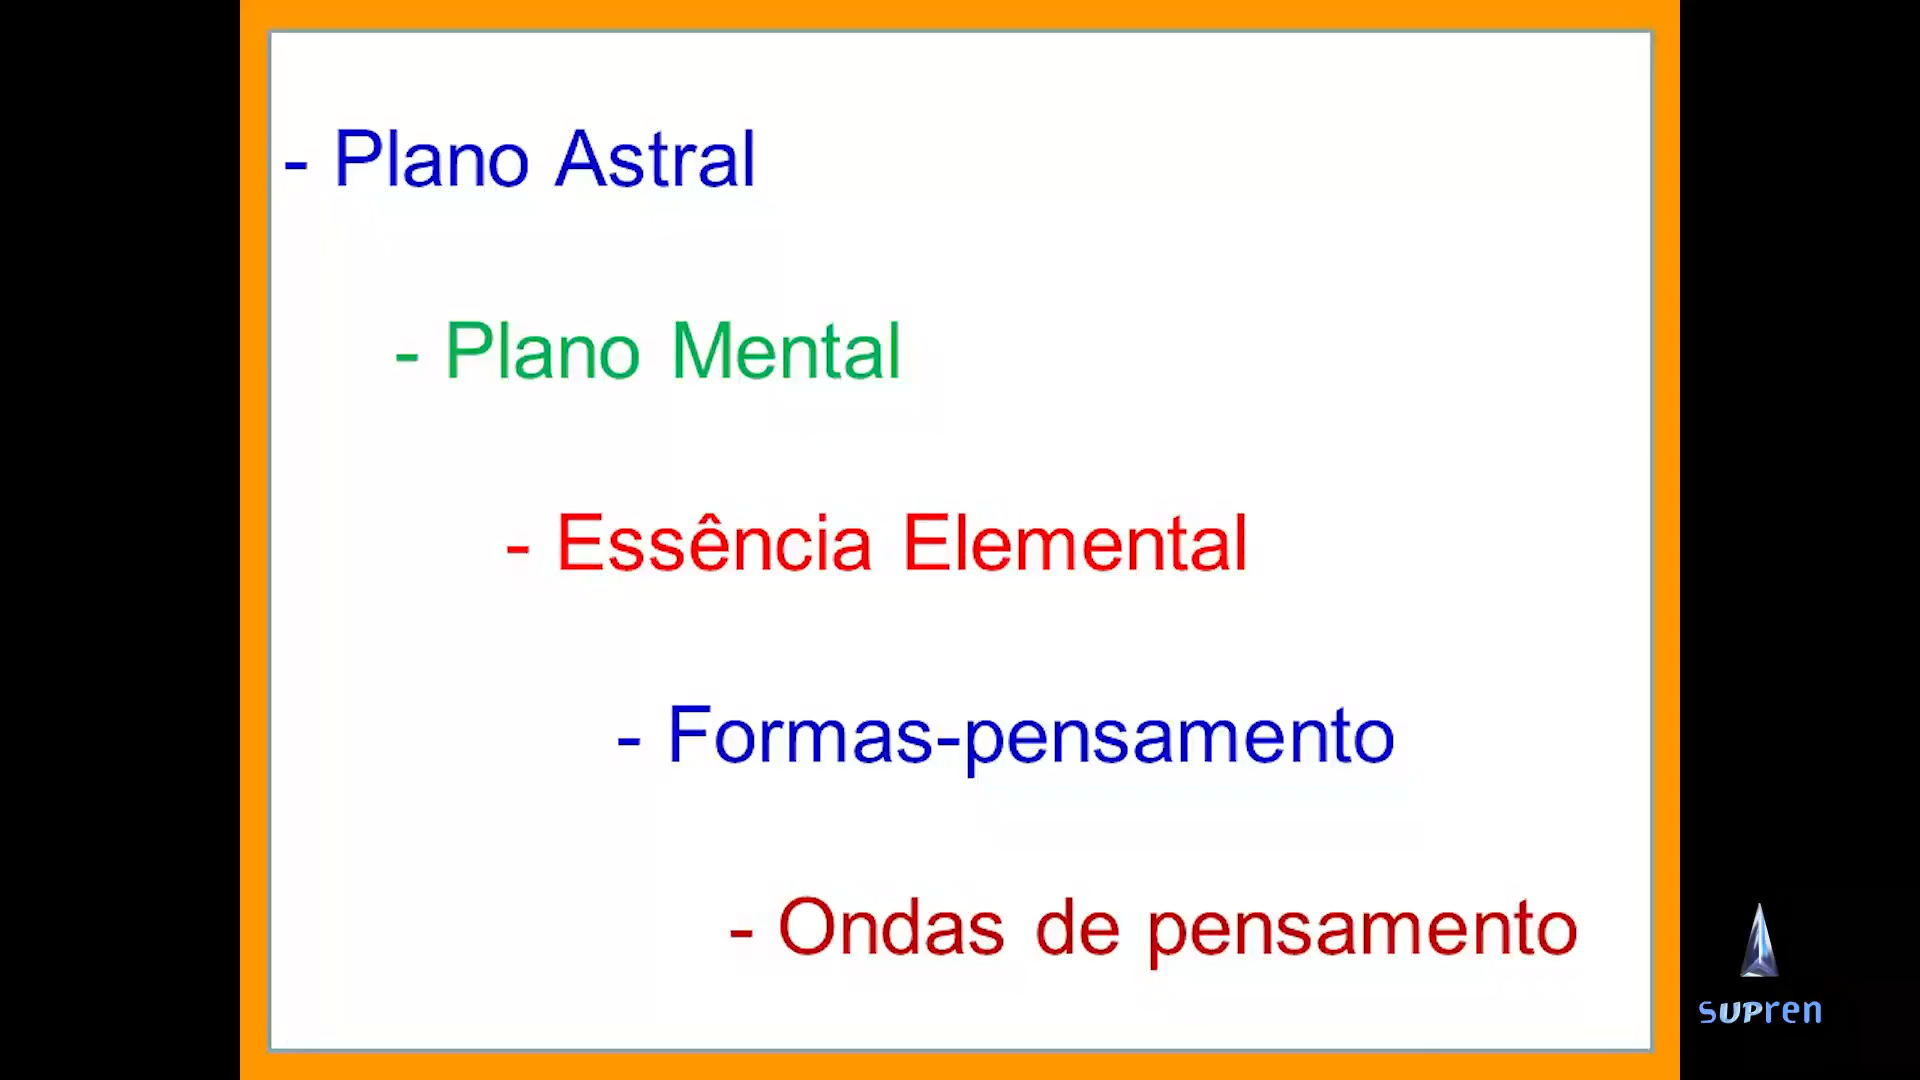 - Plano Astral
- Plano Mental
- Essência Elemental
- Formas-pensamento
- Ondas de pensamento
supren